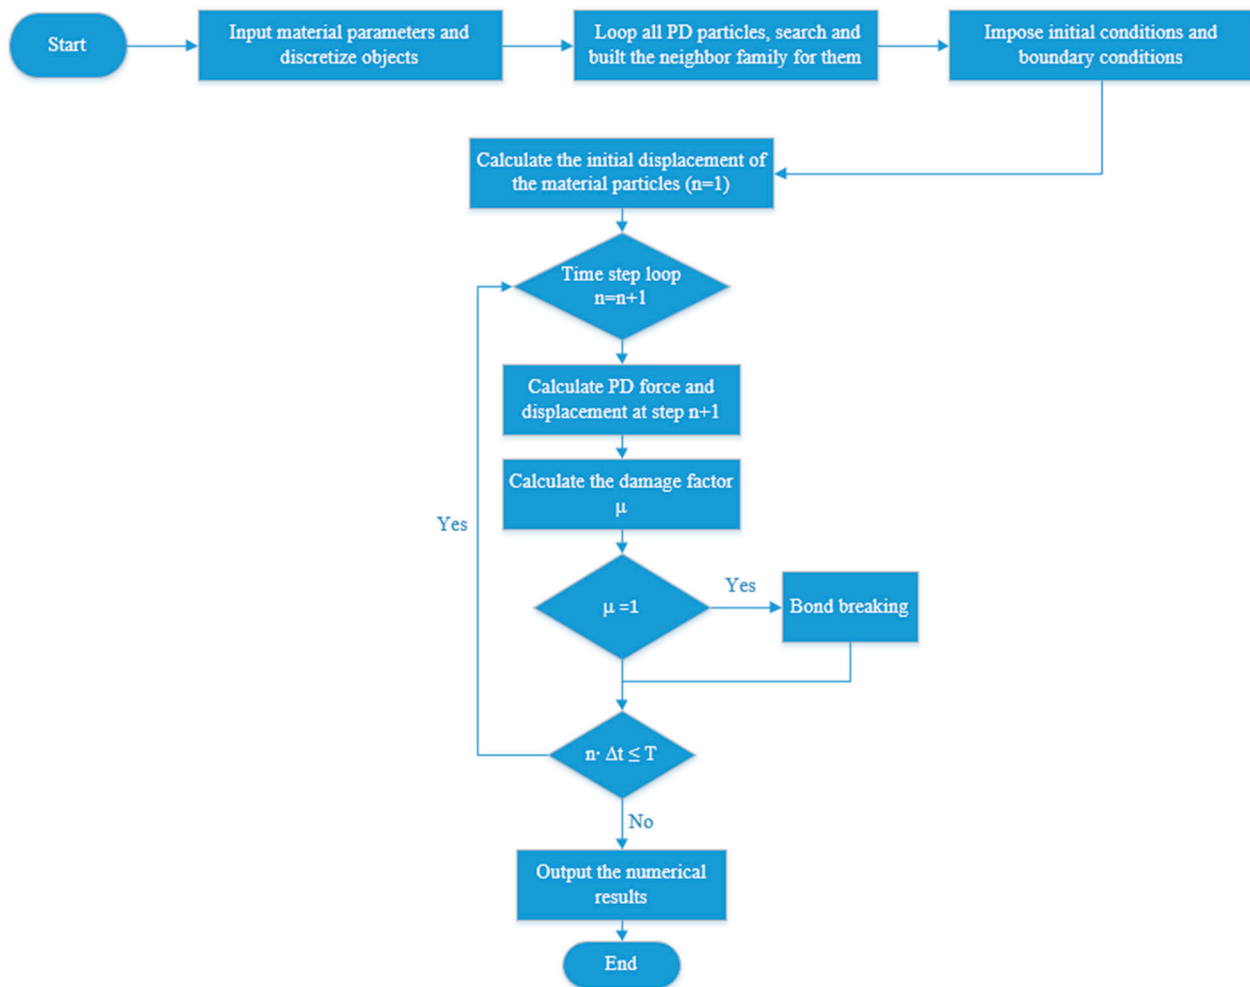 Start
Input material parameters and
discretize objects
Loop all PD particles, search and
built the neighbor family for them
Impose initial conditions and
boundary conditions
Calculate the initial displacement of
the material particles (n=1)
Time step loop
n=n+1
Calculate PD force and
displacement at step n+1
Calculate the damage factor
μ
Yes
μ =1
Yes
Bond breaking
n· Δt ≤ T
No
Output the numerical
results
End